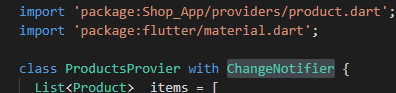 import 'package:Shop_App/providers/product.dart';
import 'package:flutter/material.dart';
class ProductsProvier with ChangeNotifier {
List<Product> _items = [